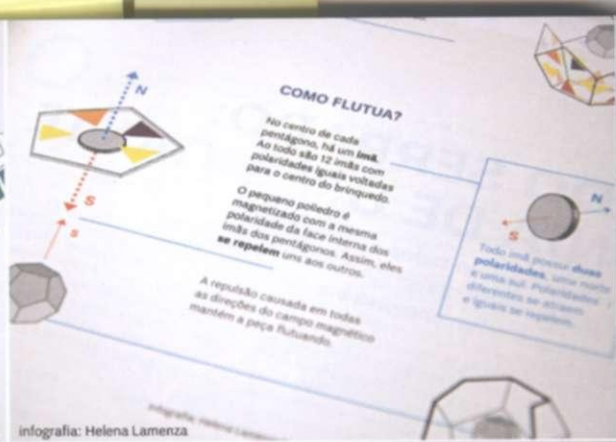 COMO FLUTUA?
No centro de cada
pentágono, há um ímã.
Ao todo são 12 ímãs com
polaridades iguais voltadas
para o centro do brinquedo.
O pequeno poliedro é
magnetizado com a mesma
polaridade da face interna dos
ímãs dos pentágonos. Assim, eles
se repelem uns aos outros.
A repulsão causada em todas
as direções do campo magnético
mantém a peça flutuando.
N
S
S
N
S
Todo ímã possui duas
polaridades, uma norte
e uma sul. Polaridades
diferentes se atraem
e iguais se repelem.
infografia: Helena Lamenza
infografia: Helena Lamenza